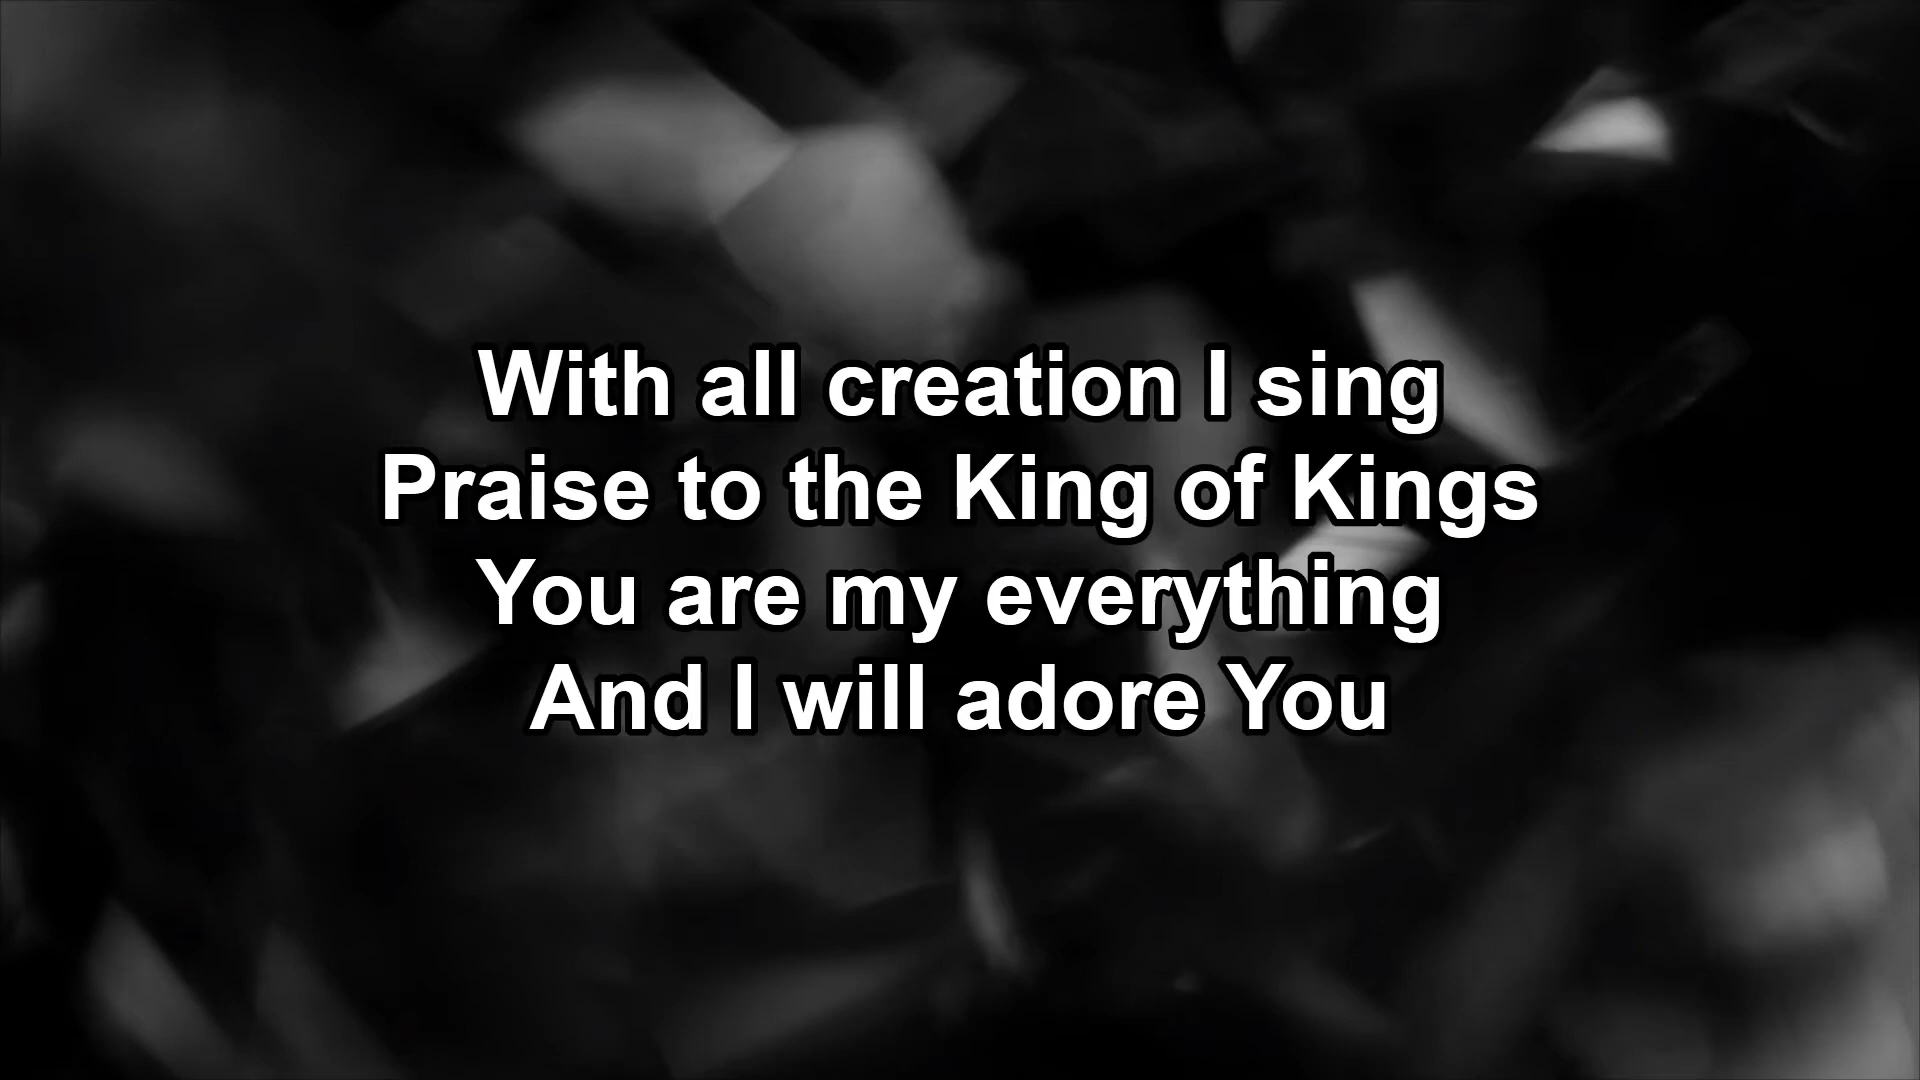 With all creation I sing
Praise to the King of Kings
You are my everything
And I will adore You